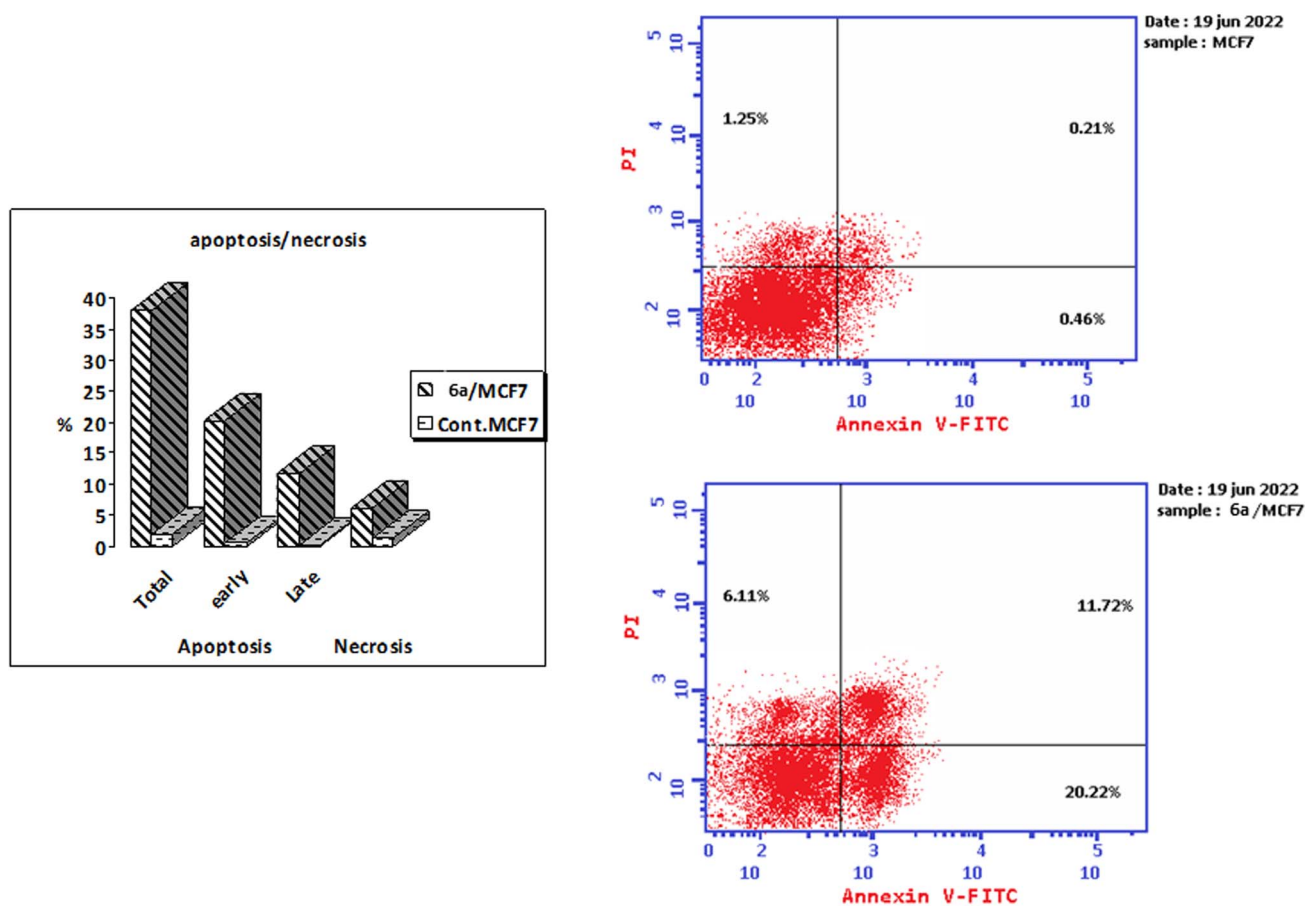 apoptosis/necrosis
40
35
30
25
20
15
10
5
0
%
Total
early
Late
Apoptosis
Necrosis
6a/MCF7
Cont.MCF7
Date : 19 jun 2022
sample : MCF7
1.25%
0.21%
0.46%
PI
5 10
4 10
3 10
2 10
0 2 3 4 5
10 10 10 10
Annexin V-FITC
Date : 19 jun 2022
sample : 6a/MCF7
6.11%
11.72%
20.22%
PI
5 10
4 10
3 10
2 10
0 2 3 4 5
10 10 10 10
Annexin V-FITC